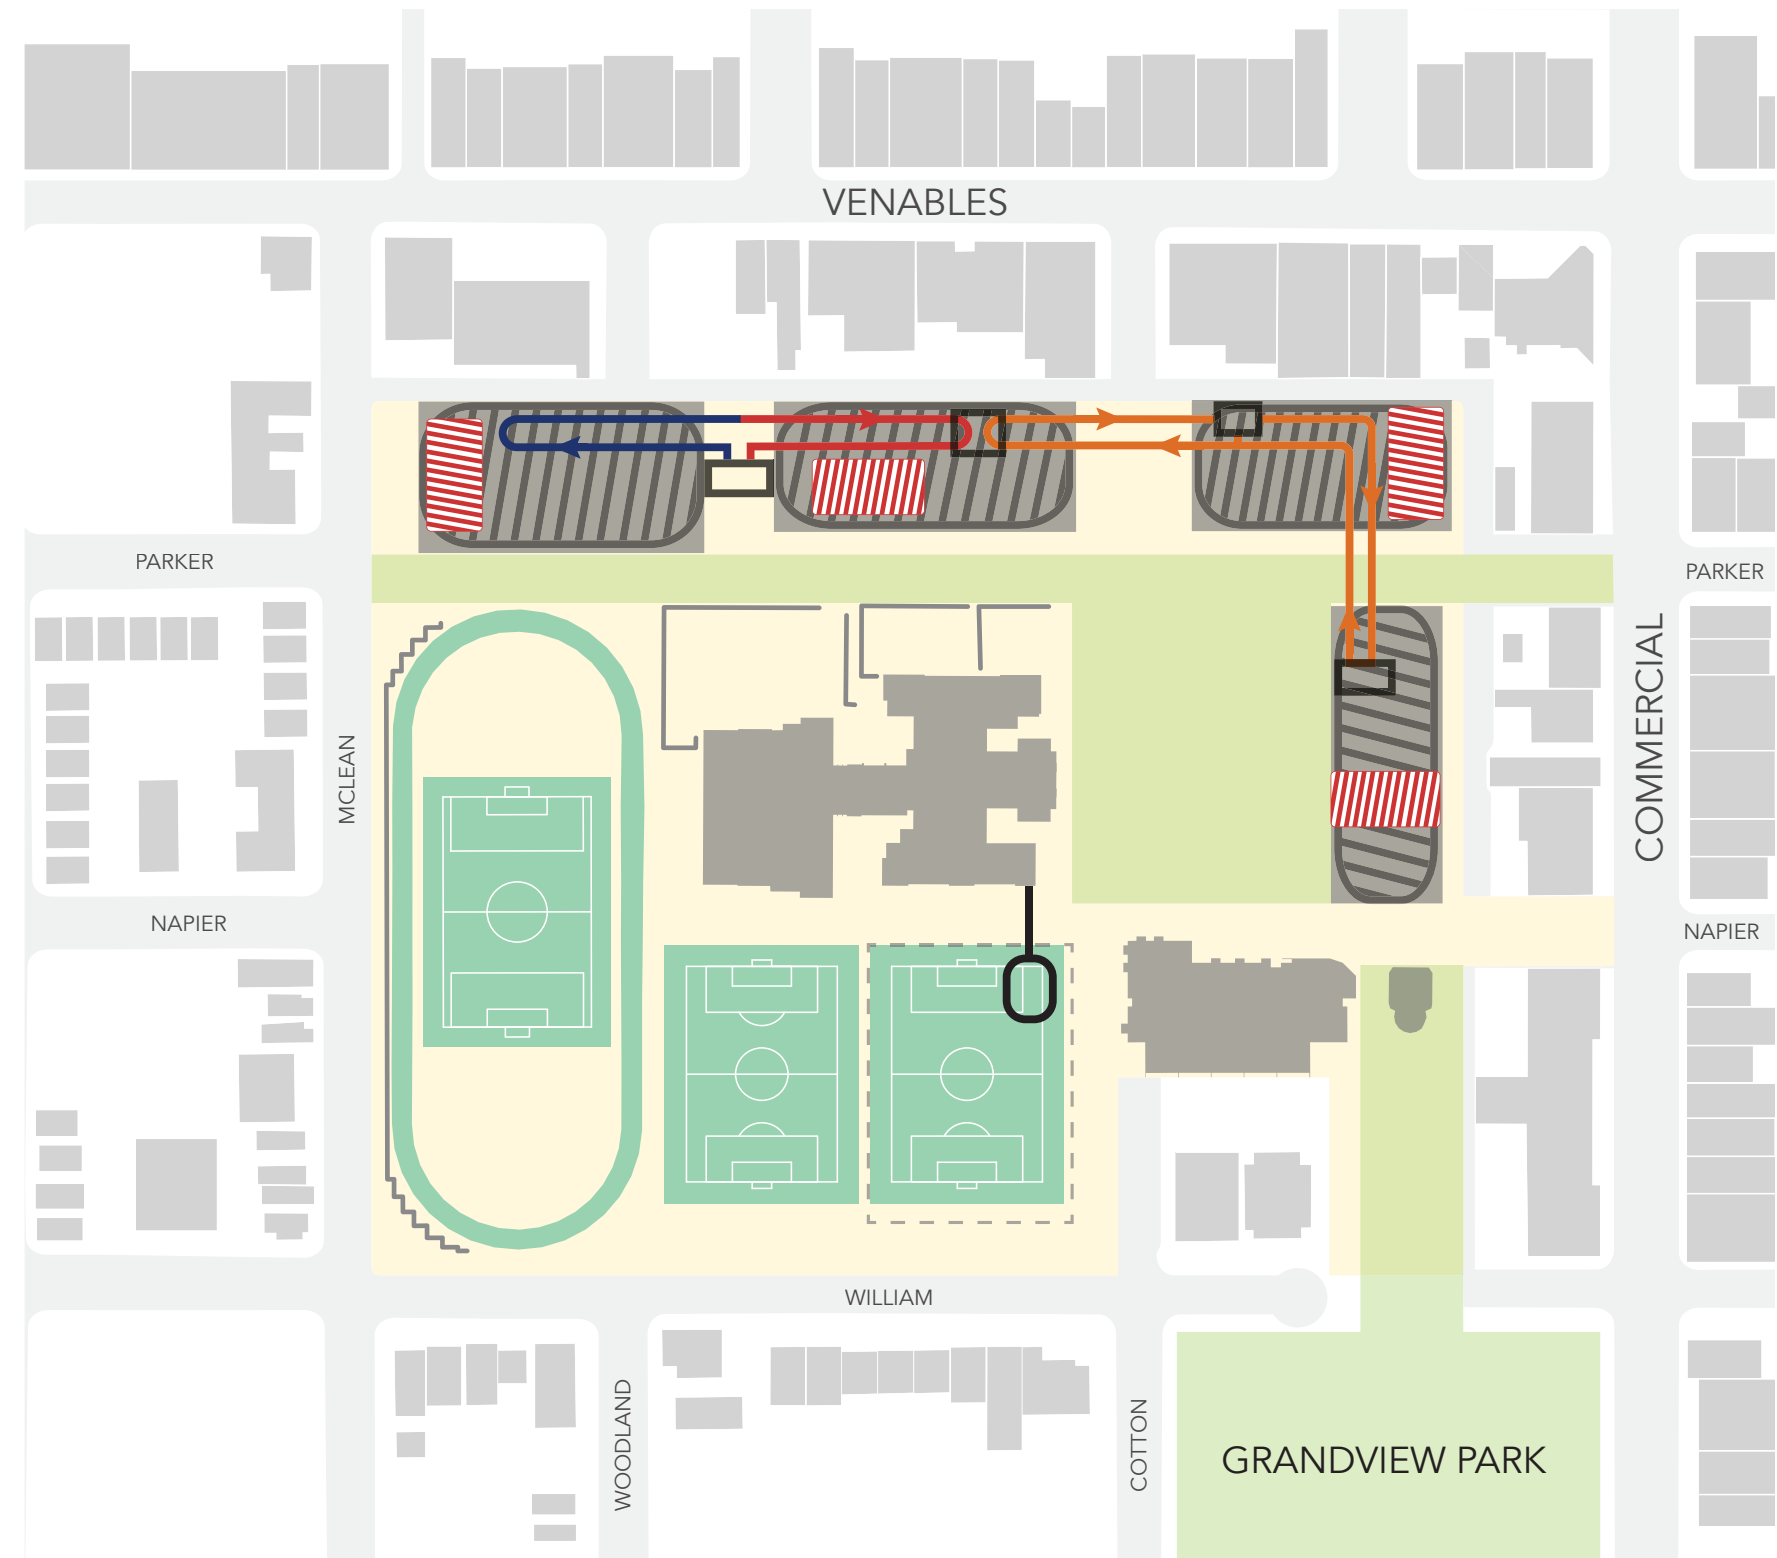 VENABLES
PARKER
PARKER
COMMERCIAL
MCLEAN
NAPIER
NAPIER
WILLIAM
WOODLAND
COTTON
GRANDVIEW PARK